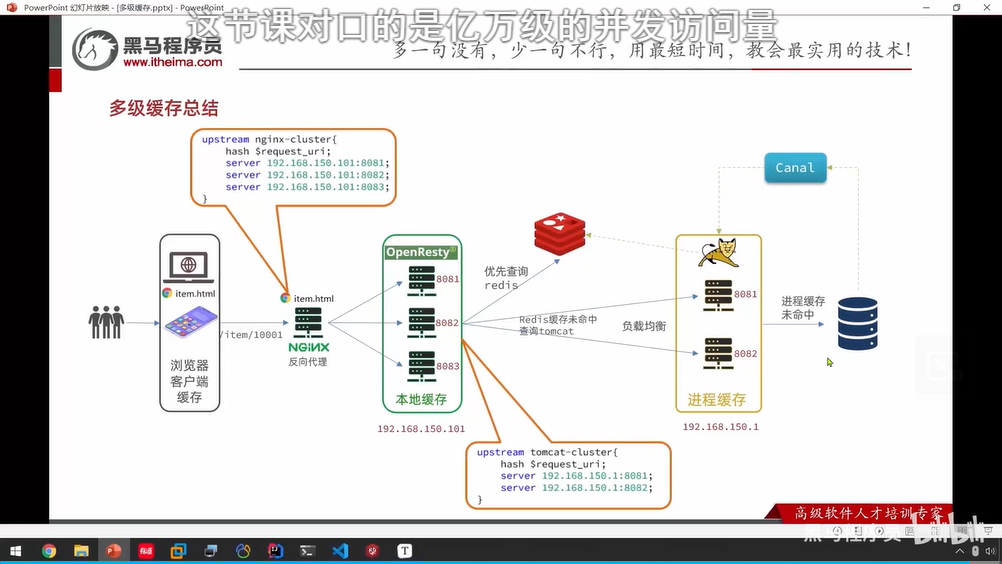 PowerPoint 幻灯片放映 - [多级缓存.pptx] - PowerPoint
这节课对口的是亿万级的并发访问量
黑马程序员
www.itheima.com
多一句没有，少一句不行，用最短时间，教会最实用的技术！
多级缓存总结
upstream nginx-cluster{
hash $request_uri;
server 192.168.150.101:8081;
server 192.168.150.101:8082;
server 192.168.150.101:8083;
}
Canal
item.html
浏览器
客户端
缓存
/item/10001
item.html
NGINX
反向代理
OpenResty
8081
8082
8083
本地缓存
192.168.150.101
优先查询
redis
Redis缓存未命中
查询tomcat
负载均衡
8081
8082
进程缓存
192.168.150.1
进程缓存
未命中
upstream tomcat-cluster{
hash $request_uri;
server 192.168.150.1:8081;
server 192.168.150.1:8082;
}
高级软件人才培训专家
黑马程序员
bilibili